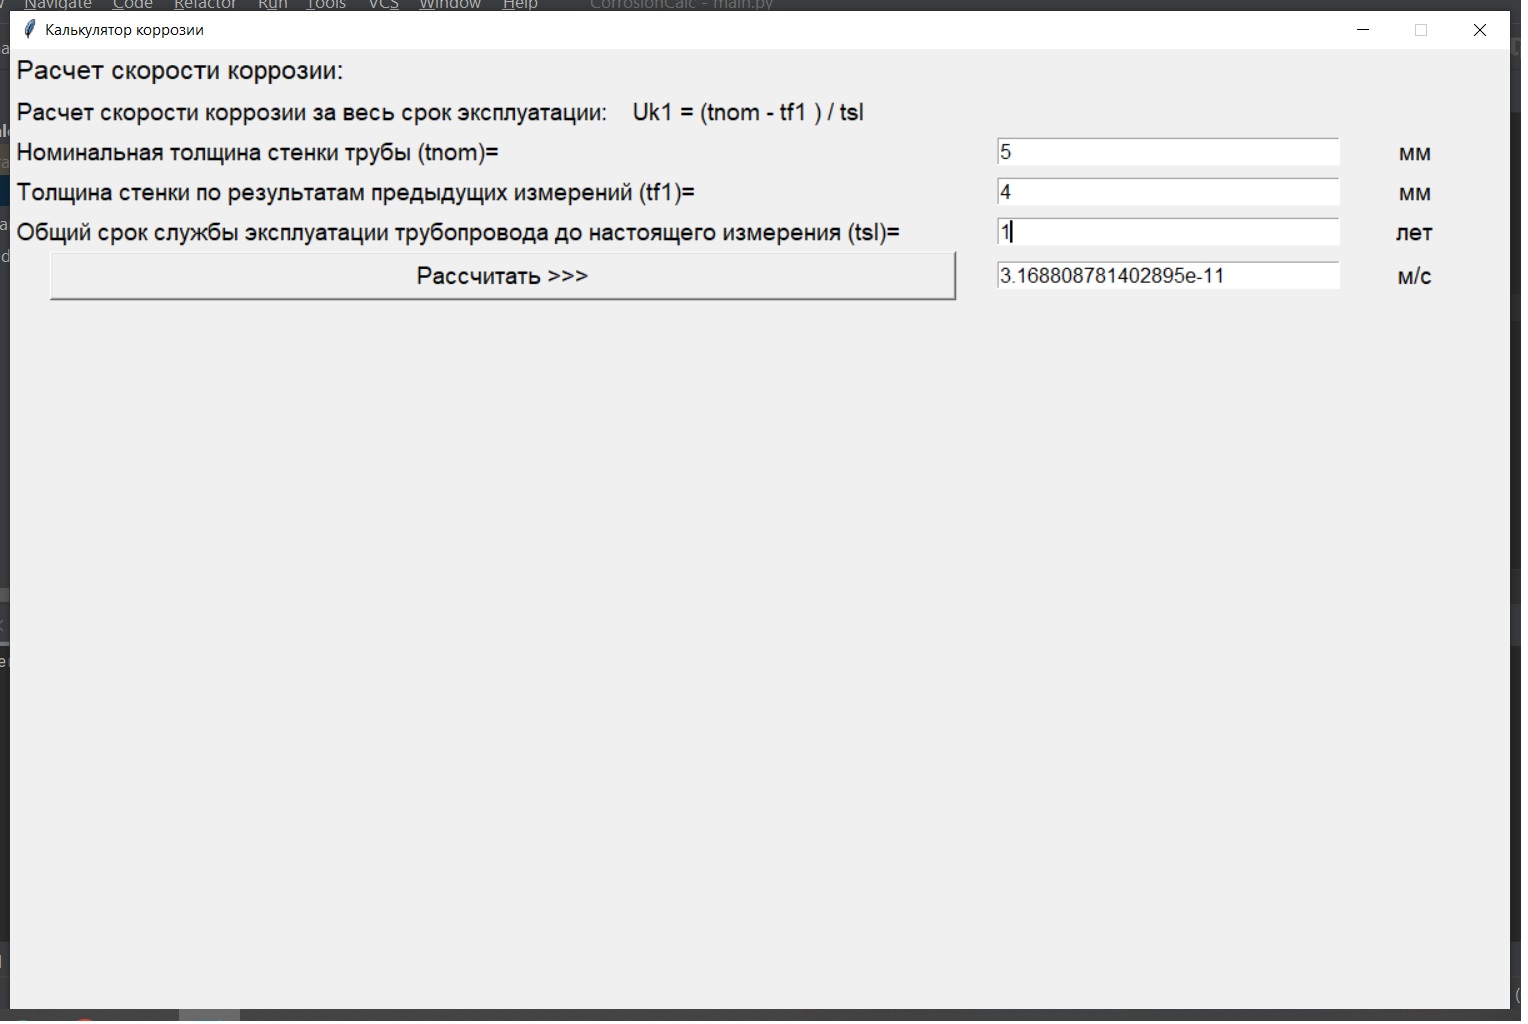 Navigate Code Refactor Run Tools VCS Window Help CorrosionCalc - main.py
Калькулятор коррозии
Расчет скорости коррозии:
Расчет скорости коррозии за весь срок эксплуатации: Uk1 = (tnom - tf1 ) / tsl
Номинальная толщина стенки трубы (tnom)= 5 мм
Толщина стенки по результатам предыдущих измерений (tf1)= 4 мм
Общий срок службы эксплуатации трубопровода до настоящего измерения (tsl)= 1 лет
Рассчитать >>> 3.168808781402895e-11 м/с